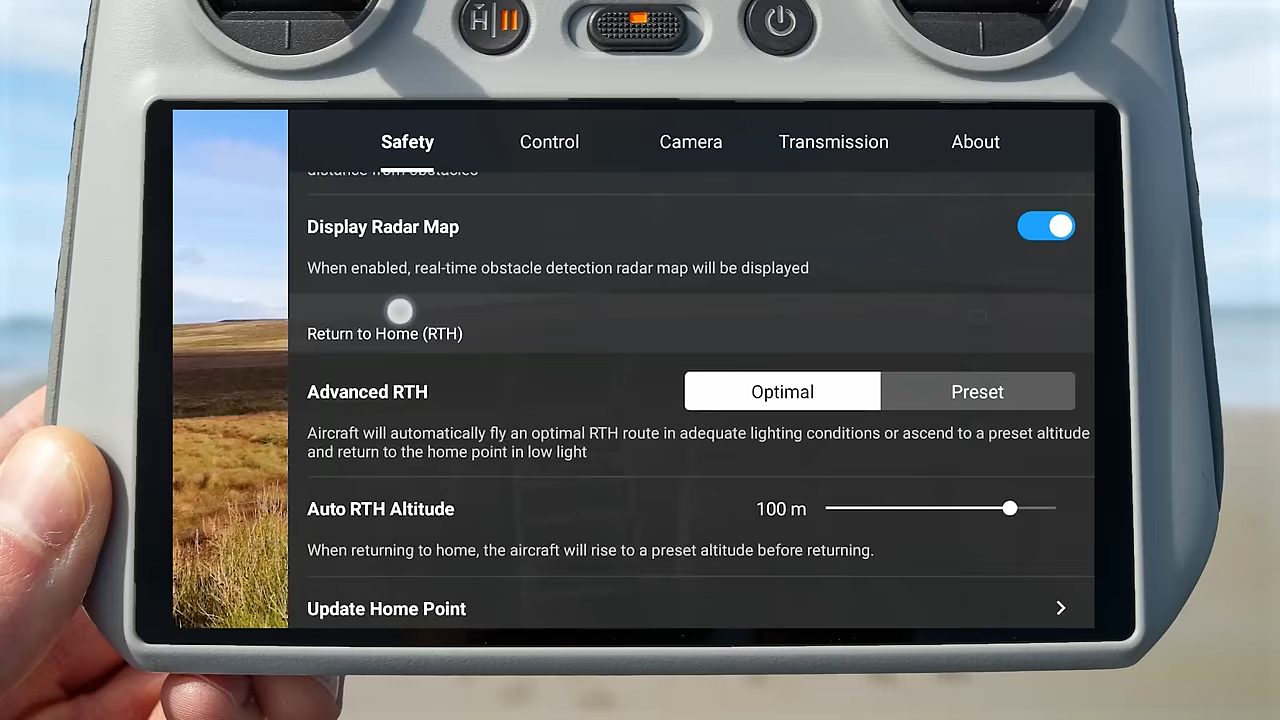 H
Safety Control Camera Transmission About
distance from obstacles
Display Radar Map
When enabled, real-time obstacle detection radar map will be displayed
Return to Home (RTH)
Advanced RTH Optimal Preset
Aircraft will automatically fly an optimal RTH route in adequate lighting conditions or ascend to a preset altitude
and return to the home point in low light
Auto RTH Altitude 100 m
When returning to home, the aircraft will rise to a preset altitude before returning.
Update Home Point